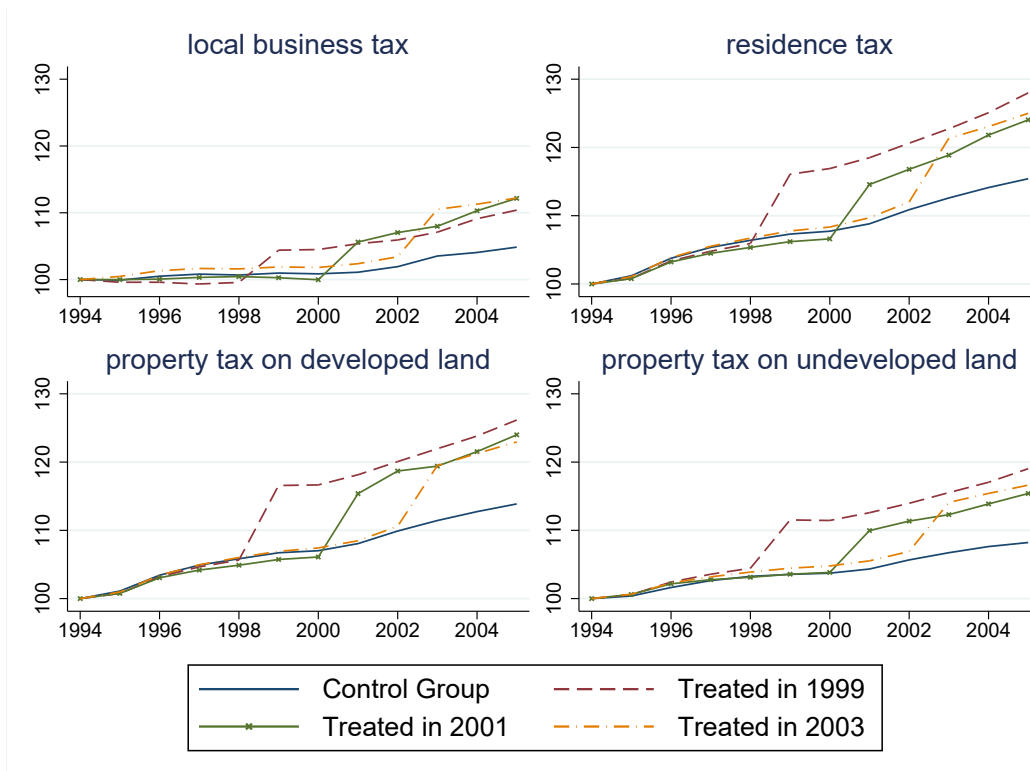 local business tax
130
120
110
100
1994 1996 1998 2000 2002 2004
residence tax
130
120
110
100
1994 1996 1998 2000 2002 2004
property tax on developed land
130
120
110
100
1994 1996 1998 2000 2002 2004
property tax on undeveloped land
130
120
110
100
1994 1996 1998 2000 2002 2004
Control Group
Treated in 1999
Treated in 2001
Treated in 2003